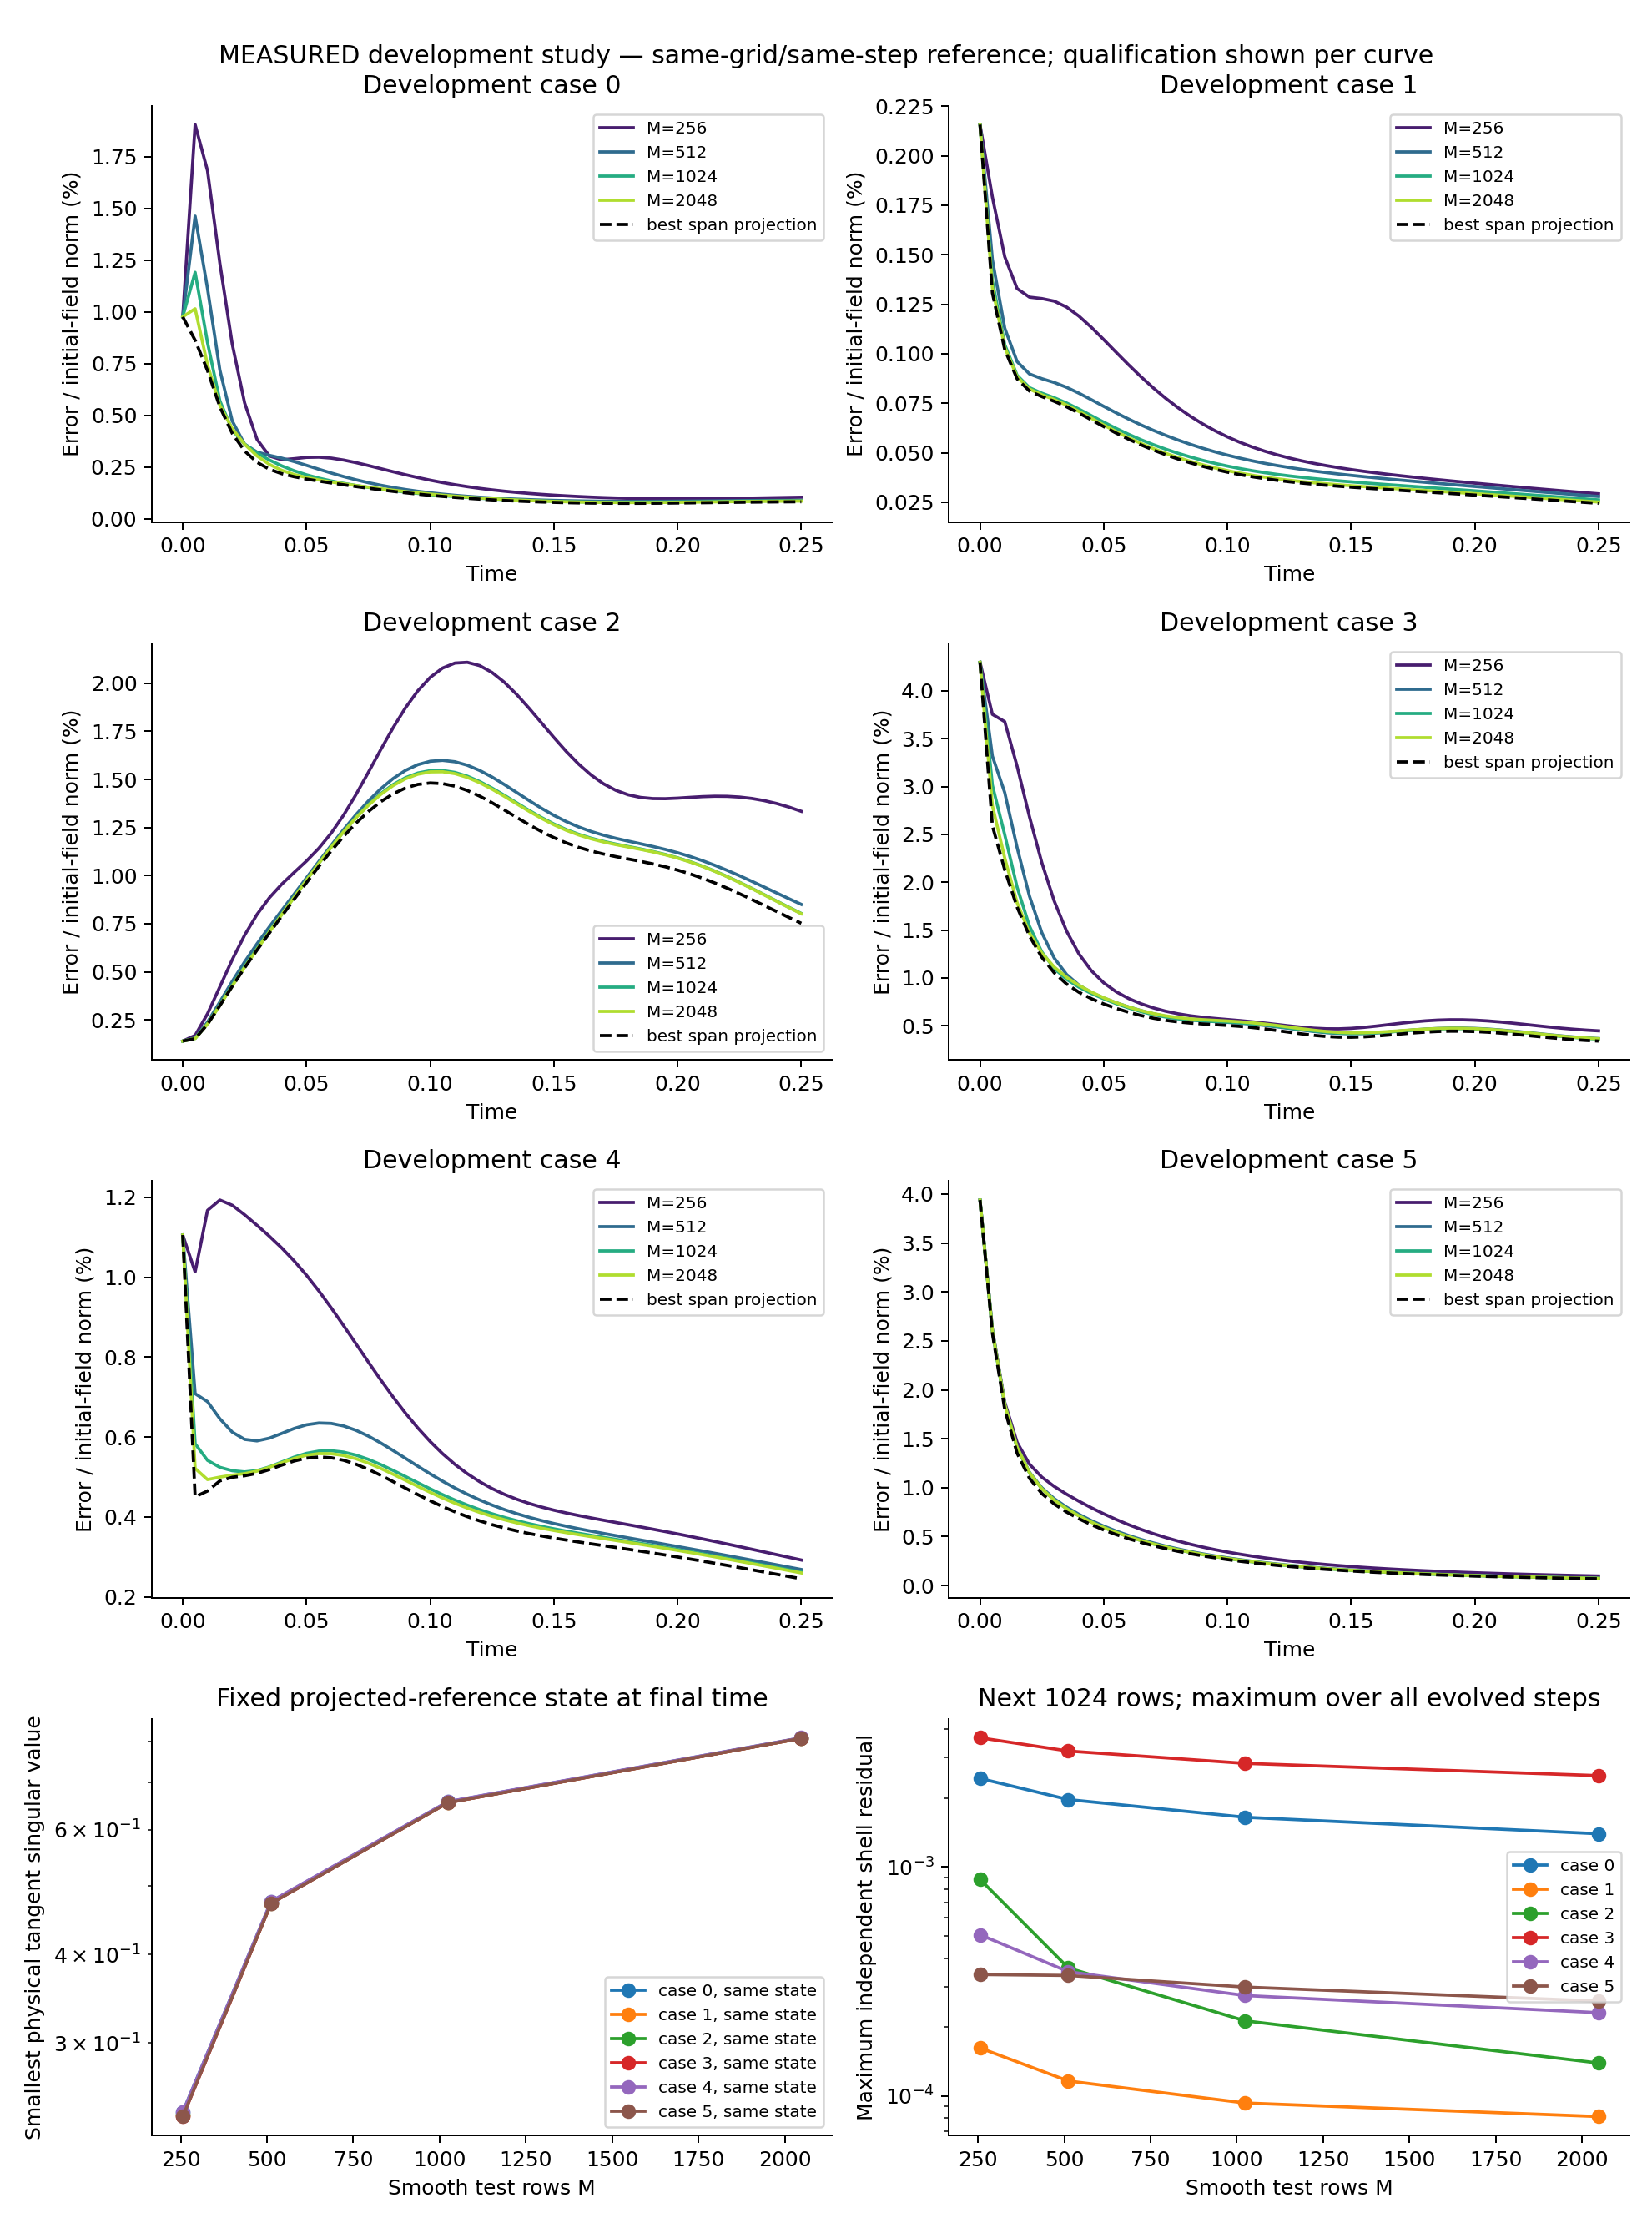 MEASURED development study — same-grid/same-step reference; qualification shown per curve
Development case 0
Error / initial-field norm (%)
1.75
1.50
1.25
1.00
0.75
0.50
0.25
0.00
M=256
M=512
M=1024
M=2048
best span projection
0.00 0.05 0.10 0.15 0.20 0.25
Time
Development case 1
Error / initial-field norm (%)
0.225
0.200
0.175
0.150
0.125
0.100
0.075
0.050
0.025
M=256
M=512
M=1024
M=2048
best span projection
0.00 0.05 0.10 0.15 0.20 0.25
Time
Development case 2
Error / initial-field norm (%)
2.00
1.75
1.50
1.25
1.00
0.75
0.50
0.25
M=256
M=512
M=1024
M=2048
best span projection
0.00 0.05 0.10 0.15 0.20 0.25
Time
Development case 3
Error / initial-field norm (%)
4.0
3.5
3.0
2.5
2.0
1.5
1.0
0.5
M=256
M=512
M=1024
M=2048
best span projection
0.00 0.05 0.10 0.15 0.20 0.25
Time
Development case 4
Error / initial-field norm (%)
1.2
1.0
0.8
0.6
0.4
0.2
M=256
M=512
M=1024
M=2048
best span projection
0.00 0.05 0.10 0.15 0.20 0.25
Time
Development case 5
Error / initial-field norm (%)
4.0
3.5
3.0
2.5
2.0
1.5
1.0
0.5
0.0
M=256
M=512
M=1024
M=2048
best span projection
0.00 0.05 0.10 0.15 0.20 0.25
Time
Fixed projected-reference state at final time
Smallest physical tangent singular value
6 × 10⁻¹
4 × 10⁻¹
3 × 10⁻¹
case 0, same state
case 1, same state
case 2, same state
case 3, same state
case 4, same state
case 5, same state
250 500 750 1000 1250 1500 1750 2000
Smooth test rows M
Next 1024 rows; maximum over all evolved steps
Maximum independent shell residual
10⁻³
10⁻⁴
case 0
case 1
case 2
case 3
case 4
case 5
250 500 750 1000 1250 1500 1750 2000
Smooth test rows M